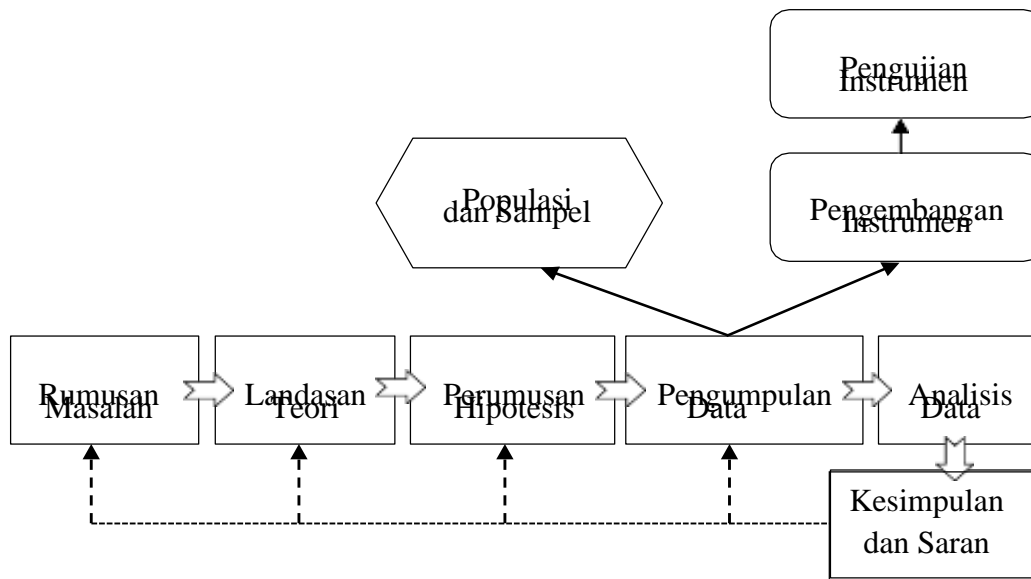 Pengujian
Instrumen
Populasi
dan Sampel
Pengembangan
Instrumen
Rumusan
Masalah
Landasan
Teori
Perumusan
Hipotesis
Pengumpulan
Data
Analisis
Data
Kesimpulan
dan Saran